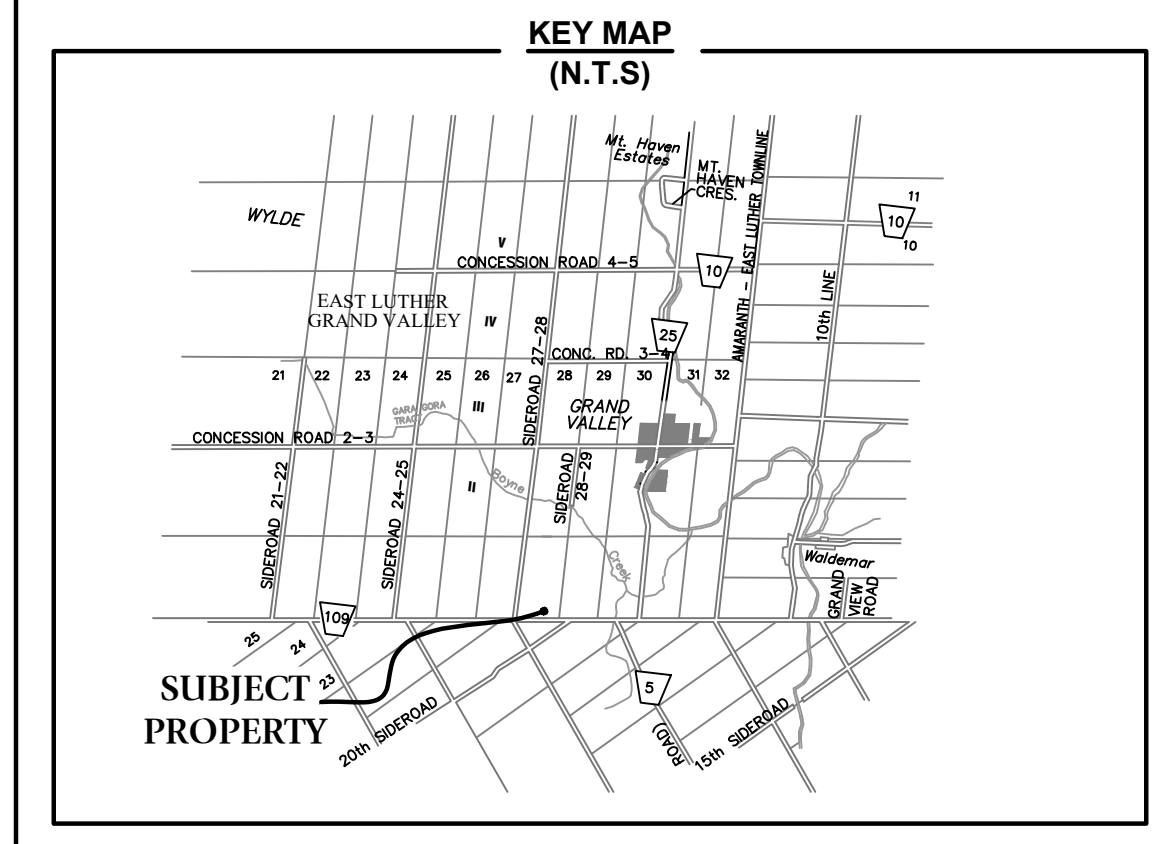 KEY MAP
(N.T.S)
Mt. Haven
Estates
MT.
HAVEN
CRES.
AMARANTH - EAST LUTHER TOWNLINE
11
10
10
WYLDE
V
CONCESSION ROAD 4-5
10
10th LINE
EAST LUTHER
GRAND VALLEY
IV
SIDEROAD 27-28
25
CONC. RD. 3-4
21
22
23
24
25
26
27
28
29
30
31
32
GARA GORA
TRACT
III
GRAND
VALLEY
CONCESSION ROAD 2-3
SIDEROAD 21-22
SIDEROAD 24-25
II
Boyne
Creek
SIDEROAD
28-29
Waldemar
GRAND
VIEW
ROAD
109
25
24
23
SUBJECT
PROPERTY
20th SIDEROAD
5
ROAD)
15th SIDEROAD